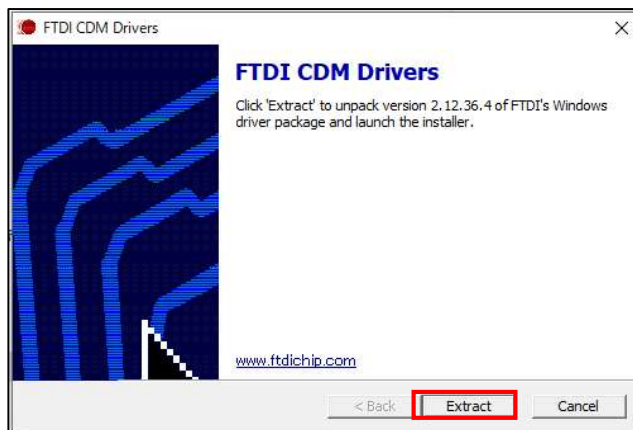 FTDI CDM Drivers
FTDI CDM Drivers
Click 'Extract' to unpack version 2.12.36.4 of FTDI's Windows
driver package and launch the installer.
www.ftdichip.com
< Back Extract Cancel